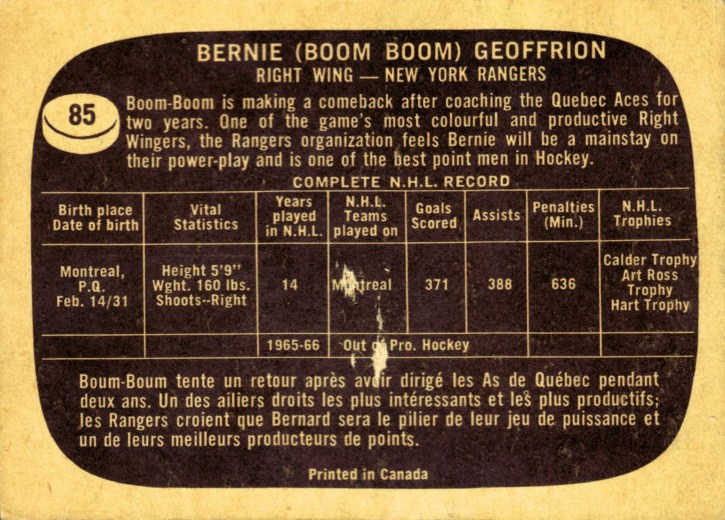 BERNIE (BOOM BOOM) GEOFFRION
RIGHT WING — NEW YORK RANGERS
85
Boom-Boom is making a comeback after coaching the Quebec Aces for
two years. One of the game's most colourful and productive Right
Wingers, the Rangers organization feels Bernie will be a mainstay on
their power-play and is one of the best point men in Hockey.
COMPLETE N.H.L. RECORD
Birth place
Date of birth
Vital
Statistics
Years
played
in N.H.L.
N.H.L.
Teams
played on
Goals
Scored
Assists
Penalties
(Min.)
N.H.L.
Trophies
Montreal,
P.Q.
Feb. 14/31
Height 5'9"
Wght. 160 lbs.
Shoots--Right
14
Montreal
371
388
636
Calder Trophy
Art Ross
Trophy
Hart Trophy
1965-66
Out of Pro. Hockey
Boum-Boum tente un retour après avoir dirigé les As de Québec pendant
deux ans. Un des ailiers droits les plus intéressants et les plus productifs;
les Rangers croient que Bernard sera le pilier de leur jeu de puissance et
un de leurs meilleurs producteurs de points.
Printed in Canada